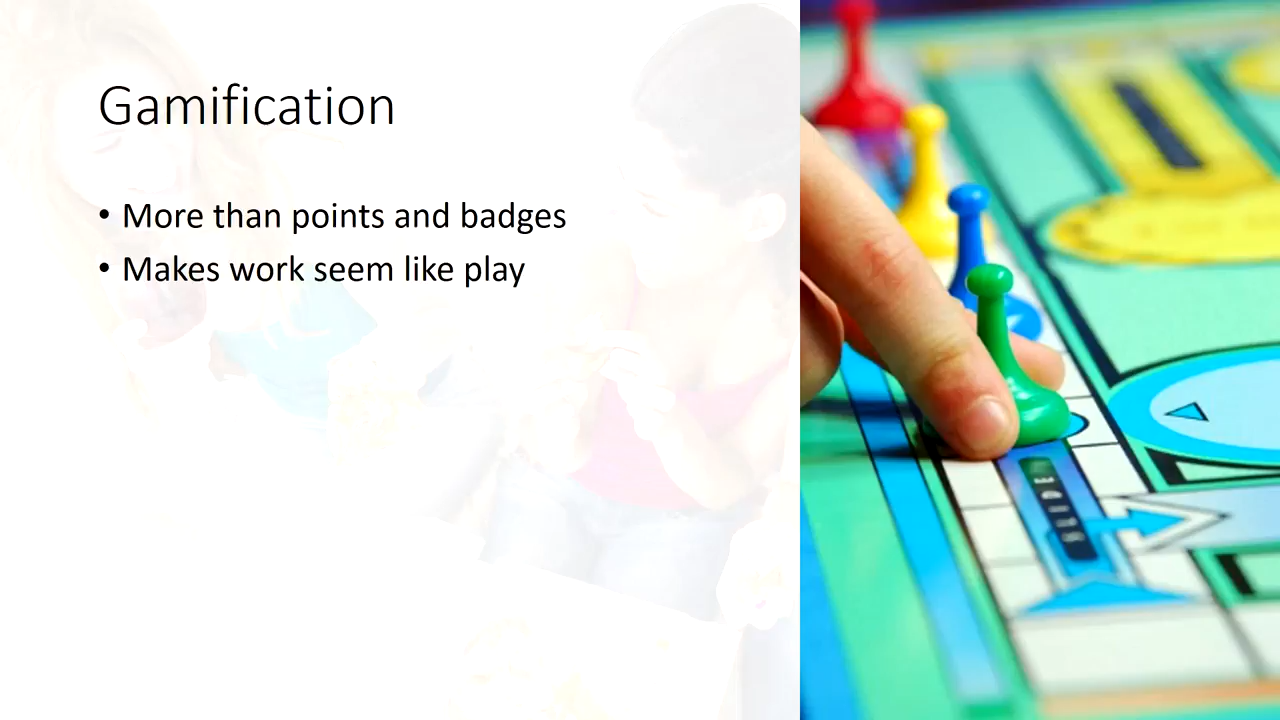 Gamification
• More than points and badges
• Makes work seem like play